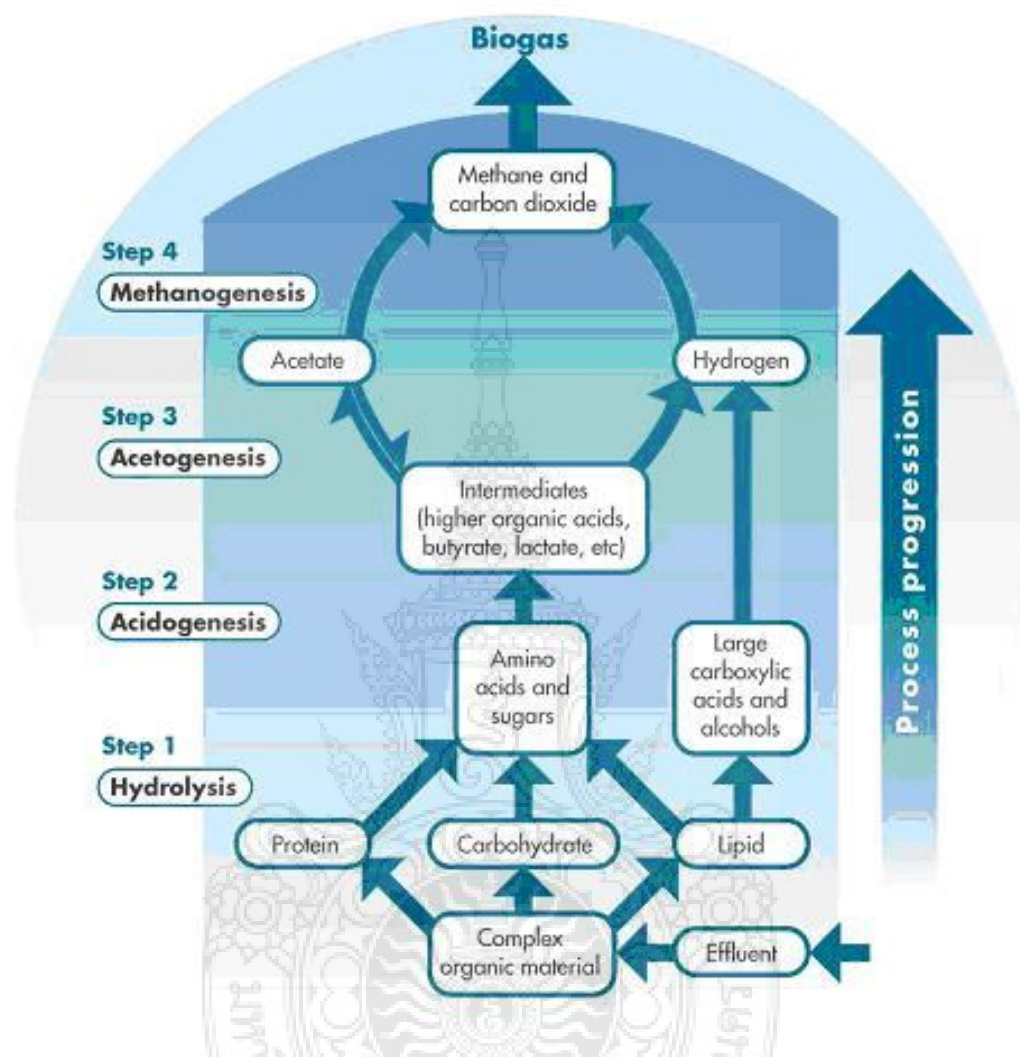 Biogas
Methane and
carbon dioxide
Step 4
Methanogenesis
Acetate
Hydrogen
Step 3
Acetogenesis
Intermediates
(higher organic acids,
butyrate, lactate, etc)
Step 2
Acidogenesis
Amino
acids and
sugars
Large
carboxylic
acids and
alcohols
Step 1
Hydrolysis
Protein
Carbohydrate
Lipid
Complex
organic material
Effluent
Process progression